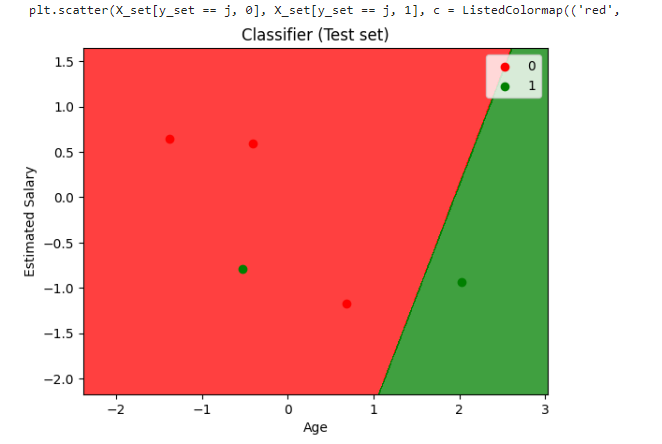 plt.scatter(X_set[y_set == j, 0], X_set[y_set == j, 1], c = ListedColormap(('red',
Classifier (Test set)
0
1
1.5
1.0
0.5
0.0
−0.5
−1.0
−1.5
−2.0
Estimated Salary
−2 −1 0 1 2 3
Age